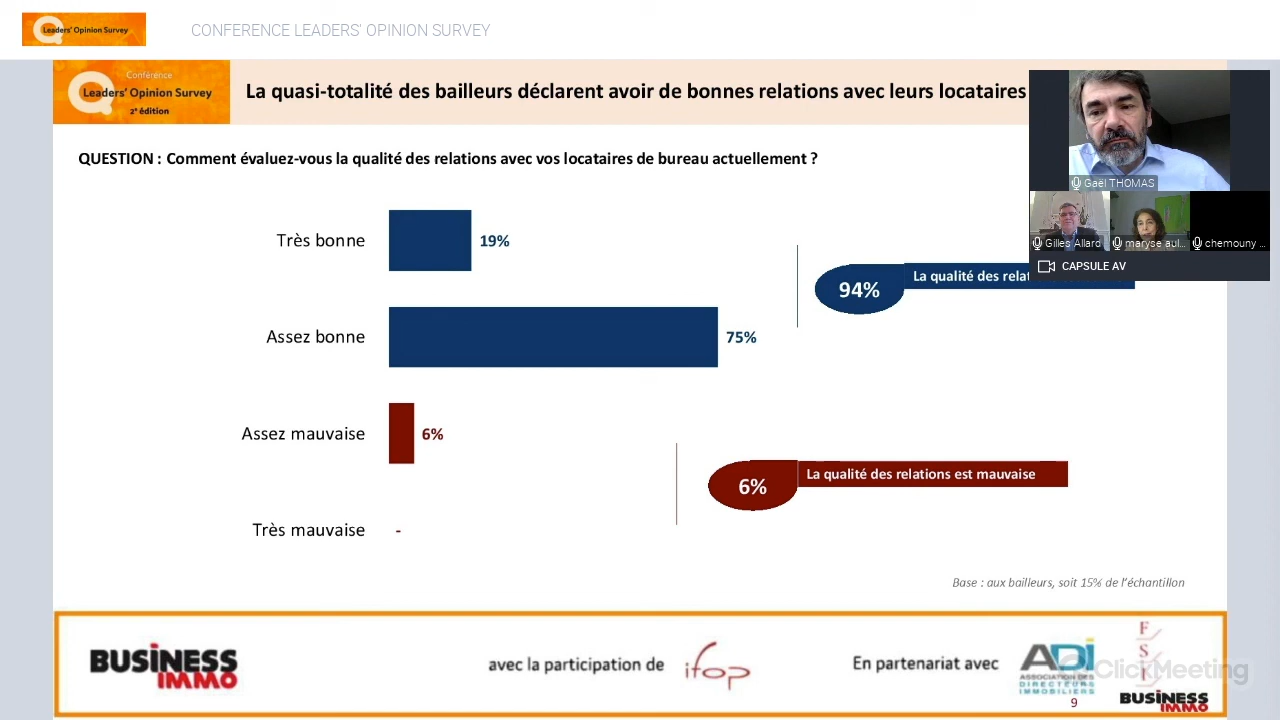 Leaders' Opinion Survey
CONFERENCE LEADERS' OPINION SURVEY
Conférence
Leaders' Opinion Survey
2e édition
La quasi-totalité des bailleurs déclarent avoir de bonnes relations avec leurs locataires
QUESTION : Comment évaluez-vous la qualité des relations avec vos locataires de bureau actuellement ?
Gaël THOMAS
Gilles Allard
maryse aul...
chemouny ...
CAPSULE AV
Très bonne
19%
94%
La qualité des relat
Assez bonne
75%
Assez mauvaise
6%
6%
La qualité des relations est mauvaise
Très mauvaise
-
Base : aux bailleurs, soit 15% de l'échantillon
BUSINESS
IMMO
avec la participation de
ifop
En partenariat avec
ADI
ASSOCIATION DES
DIRECTEURS
IMMOBILIERS
F
S
I
ClickMeeting
BUSINESS
IMMO
9